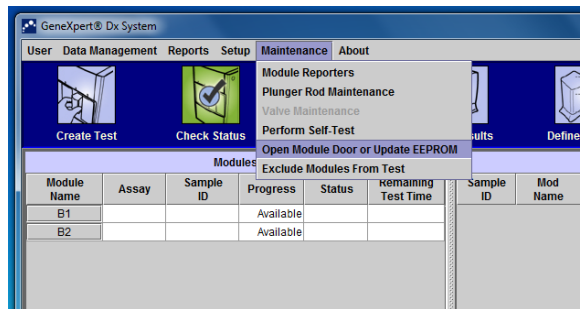 GeneXpert® Dx System
User Data Management Reports Setup Maintenance About
Module Reporters
Plunger Rod Maintenance
Valve Maintenance
Perform Self-Test
Open Module Door or Update EEPROM
Exclude Modules From Test
Create Test Check Status sults Define
Modules
Module Name Assay Sample ID Progress Status Remaining Test Time Sample ID Mod Name
B1 Available
B2 Available